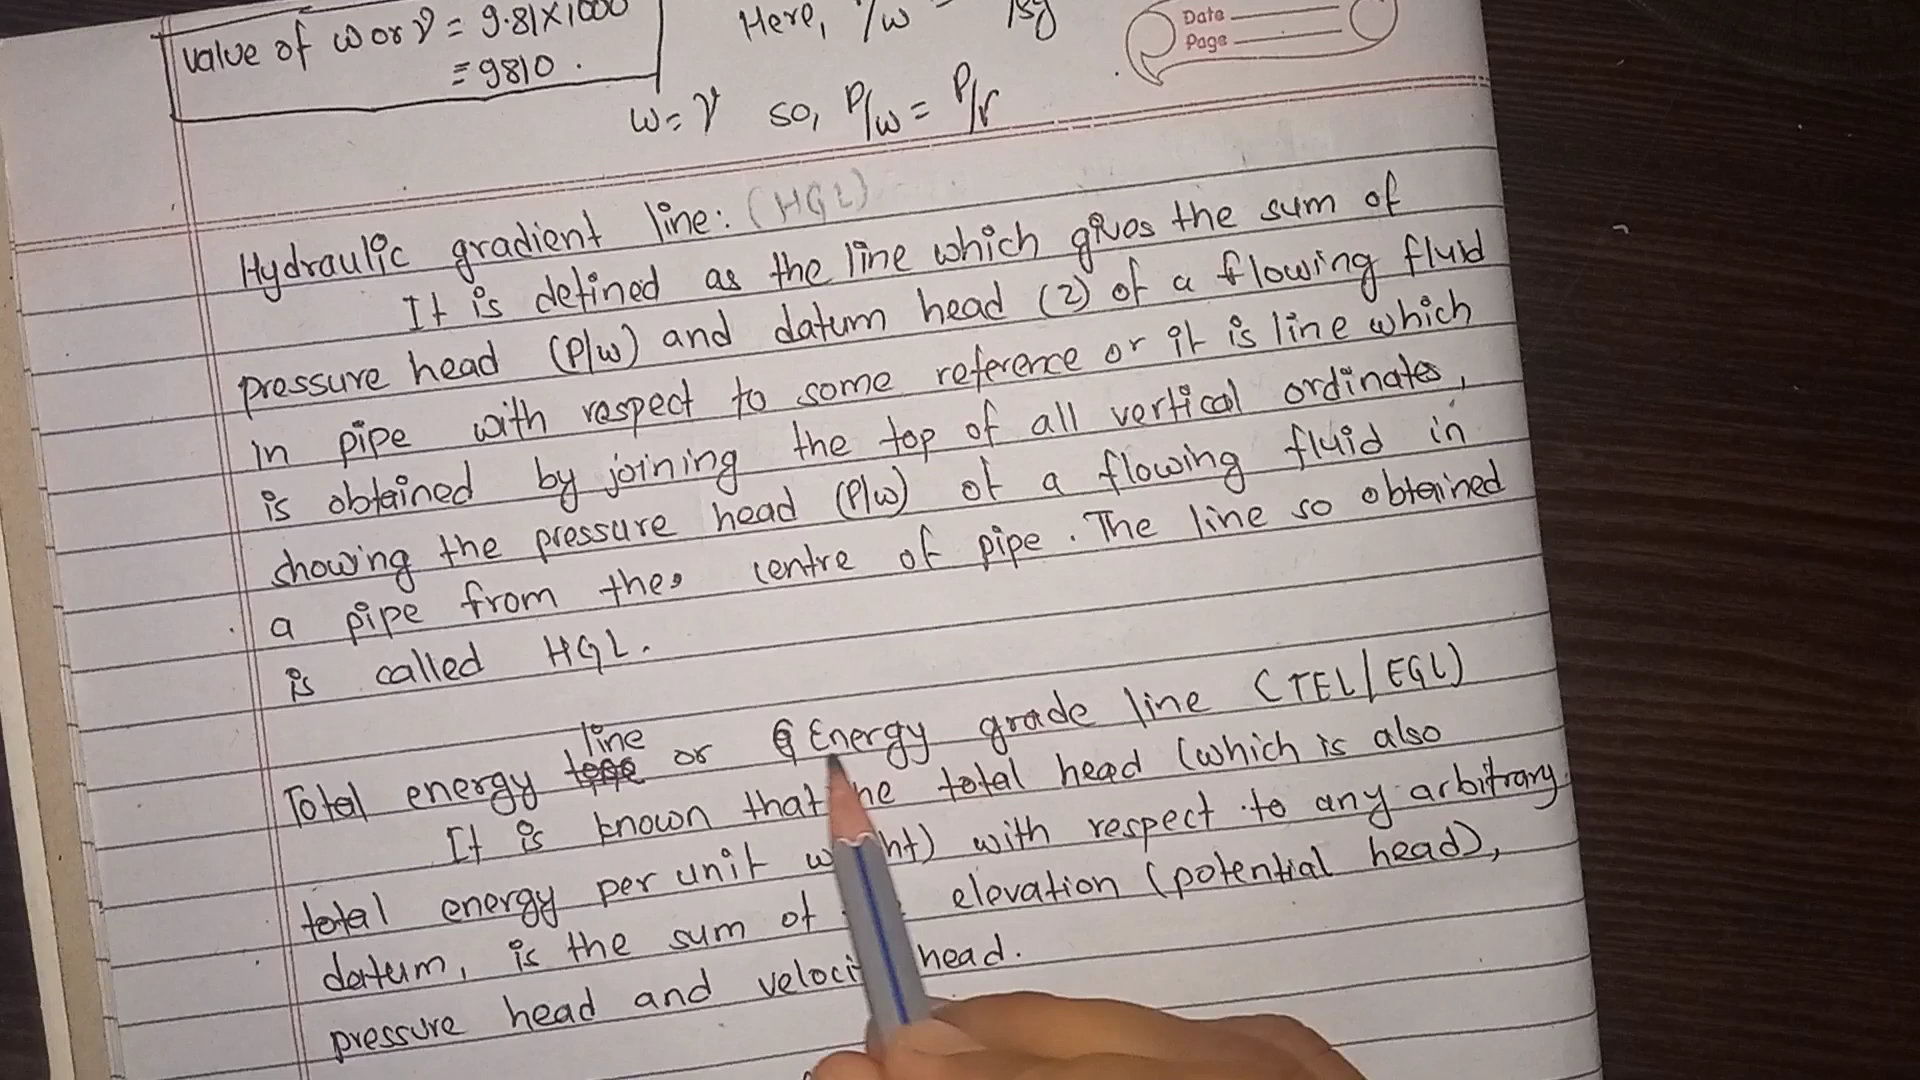 value of w or γ = 9.81×1000
= 9810 .
Here,
Date
Page
w = γ so, P/w = P/r
Hydraulic gradient line: (HGL)
It is defined as the line which gives the sum of
pressure head (P/w) and datum head (z) of a flowing fluid
in pipe with respect to some reference or it is line which
is obtained by joining the top of all vertical ordinates,
showing the pressure head (P/w) of a flowing fluid in
a pipe from the centre of pipe. The line so obtained
is called HGL.
Total energy line or Energy grade line (TEL/EGL)
It is known that total head (which is also
total energy per unit with respect to any arbitrary
datum, is the sum of elevation (potential head),
pressure head and head.